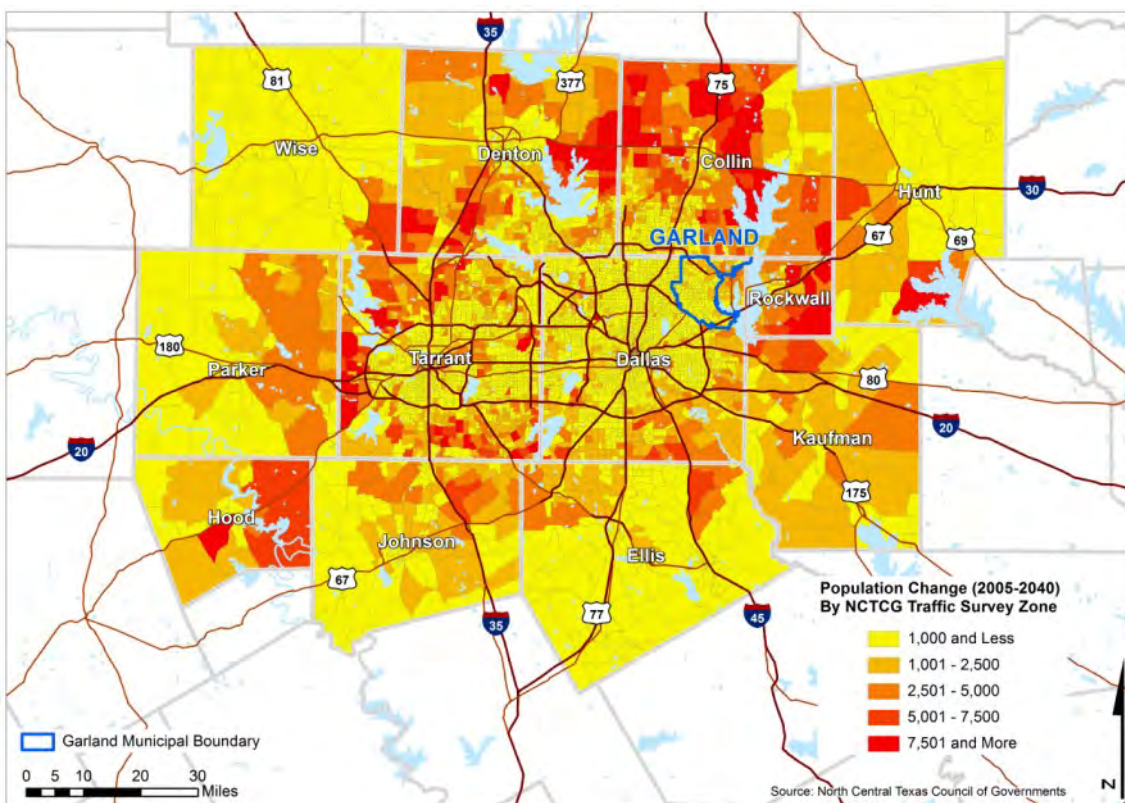 35
81
377
75
Wise
Denton
Collin
Hunt
30
GARLAND
67
69
Rockwall
180
Parker
Tarrant
Dallas
80
20
Kaufman
20
175
Hood
Johnson
Ellis
67
35
77
45
Population Change (2005-2040)
By NCTCG Traffic Survey Zone
1,000 and Less
1,001 - 2,500
2,501 - 5,000
5,001 - 7,500
7,501 and More
Garland Municipal Boundary
0 5 10 20 30
Miles
Source: North Central Texas Council of Governments
N